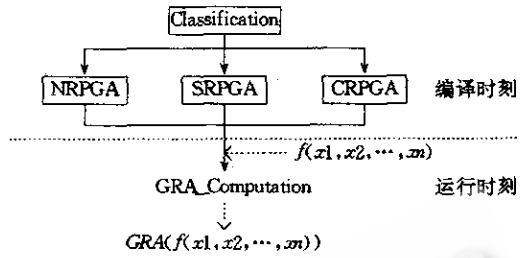 Classification
NRPGA SRPGA CRPGA 编译时刻
f(x1,x2,⋯,xn)
GRA_Computation 运行时刻
GRA(f(x1,x2,⋯,xn))